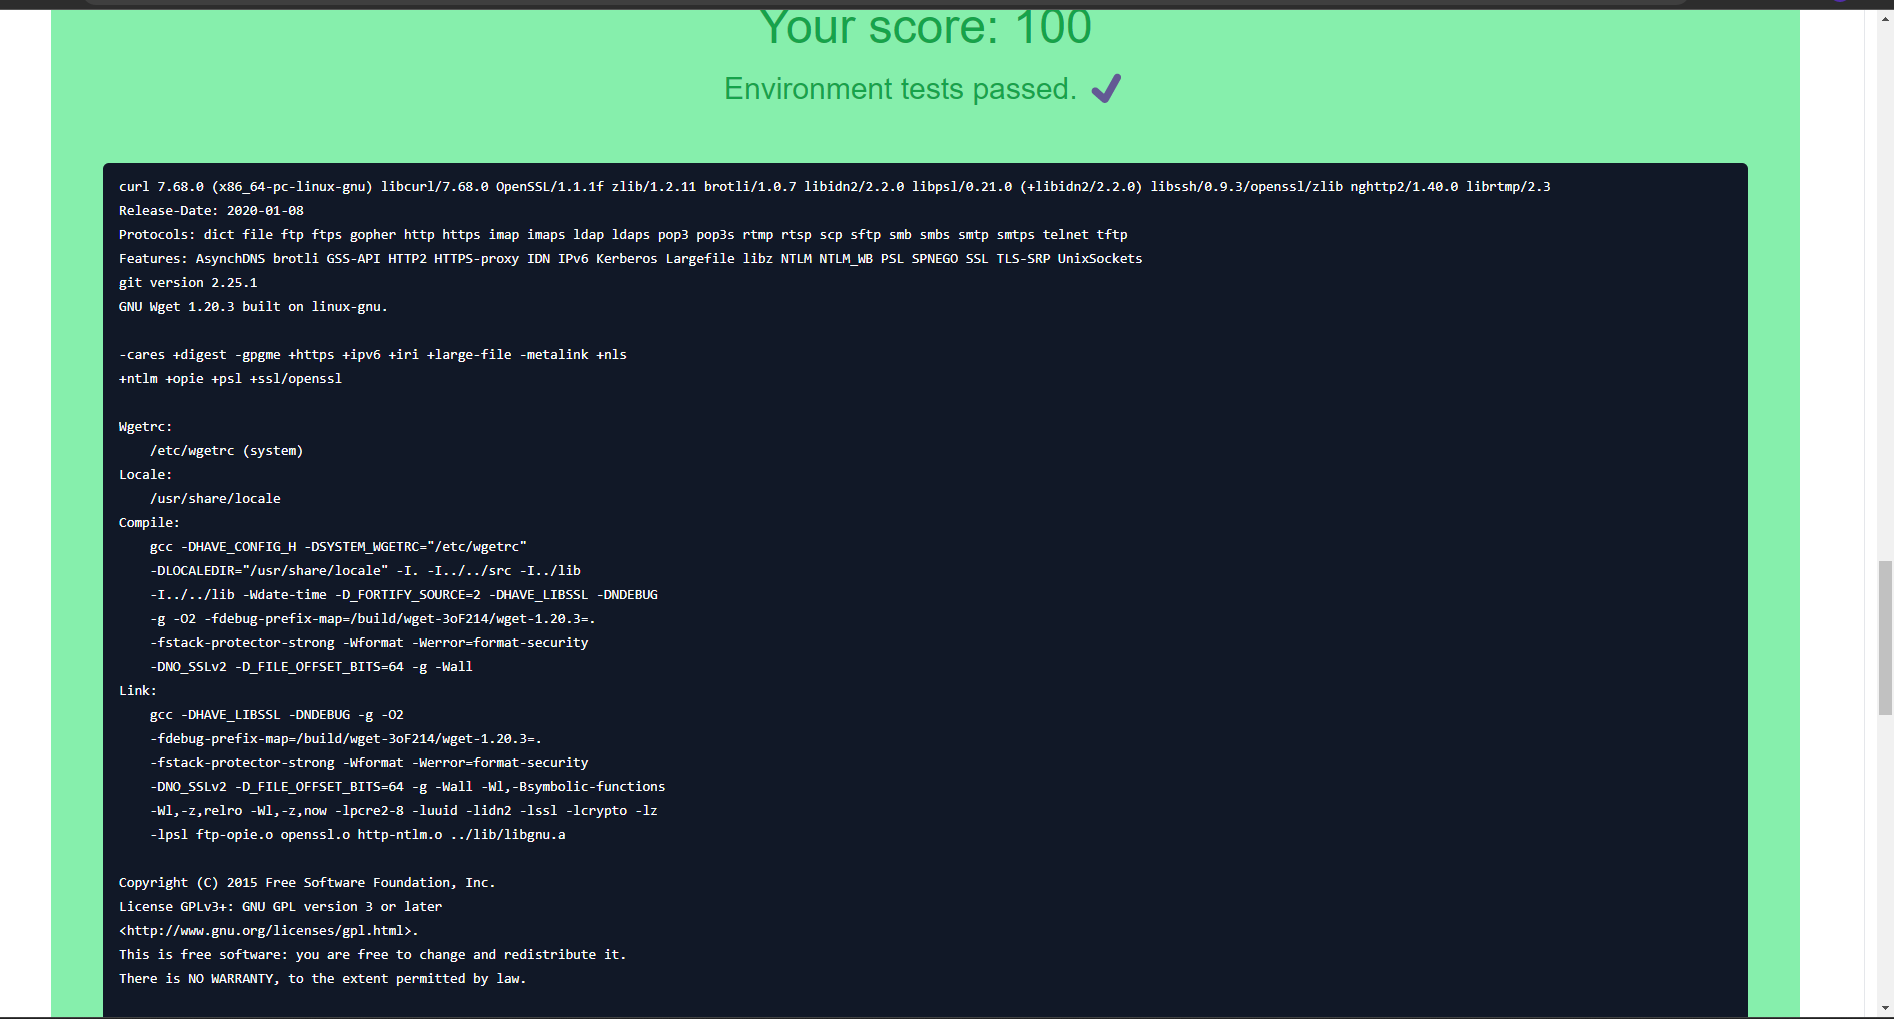 Your score: 100
Environment tests passed.
curl 7.68.0 (x86_64-pc-linux-gnu) libcurl/7.68.0 OpenSSL/1.1.1f zlib/1.2.11 brotli/1.0.7 libidn2/2.2.0 libpsl/0.21.0 (+libidn2/2.2.0) libssh/0.9.3/openssl/zlib nghttp2/1.40.0 librtmp/2.3
Release-Date: 2020-01-08
Protocols: dict file ftp ftps gopher http https imap imaps ldap ldaps pop3 pop3s rtmp rtsp scp sftp smb smbs smtp smtps telnet tftp
Features: AsynchDNS brotli GSS-API HTTP2 HTTPS-proxy IDN IPv6 Kerberos Largefile libz NTLM NTLM_WB PSL SPNEGO SSL TLS-SRP UnixSockets
git version 2.25.1
GNU Wget 1.20.3 built on linux-gnu.
-cares +digest -gpgme +https +ipv6 +iri +large-file -metalink +nls
+ntlm +opie +psl +ssl/openssl
Wgetrc:
/etc/wgetrc (system)
Locale:
/usr/share/locale
Compile:
gcc -DHAVE_CONFIG_H -DSYSTEM_WGETRC="/etc/wgetrc"
-DLOCALEDIR="/usr/share/locale" -I. -I../../src -I../lib
-I../../lib -Wdate-time -D_FORTIFY_SOURCE=2 -DHAVE_LIBSSL -DNDEBUG
-g -O2 -fdebug-prefix-map=/build/wget-3oF214/wget-1.20.3=.
-fstack-protector-strong -Wformat -Werror=format-security
-DNO_SSLv2 -D_FILE_OFFSET_BITS=64 -g -Wall
Link:
gcc -DHAVE_LIBSSL -DNDEBUG -g -O2
-fdebug-prefix-map=/build/wget-3oF214/wget-1.20.3=.
-fstack-protector-strong -Wformat -Werror=format-security
-DNO_SSLv2 -D_FILE_OFFSET_BITS=64 -g -Wall -Wl,-Bsymbolic-functions
-Wl,-z,relro -Wl,-z,now -lpcre2-8 -luuid -lidn2 -lssl -lcrypto -lz
-lpsl ftp-opie.o openssl.o http-ntlm.o ../lib/libgnu.a
Copyright (C) 2015 Free Software Foundation, Inc.
License GPLv3+: GNU GPL version 3 or later
<http://www.gnu.org/licenses/gpl.html>.
This is free software: you are free to change and redistribute it.
There is NO WARRANTY, to the extent permitted by law.